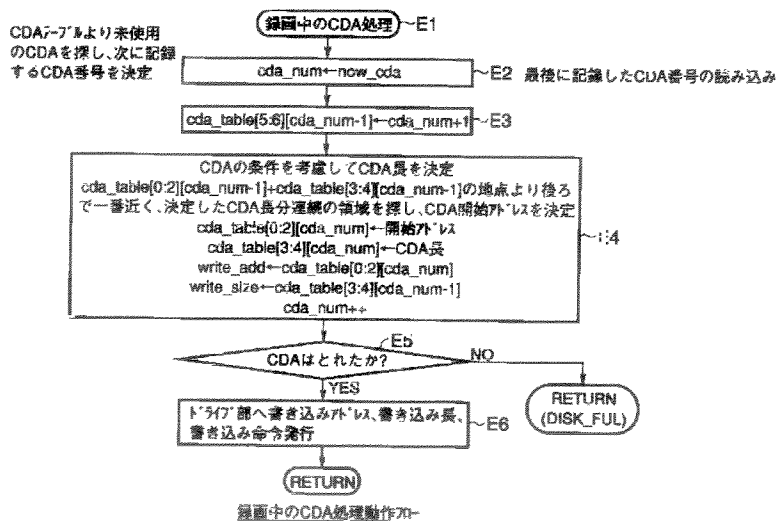 CDAテーブルより未使用
のCDAを探し、次に記録
するCDA番号を決定
録画中のCDA処理
E1
cda_num←now_cda
E2
最後に記録したCDA番号の読み込み
cda_table[5:6][cda_num-1]←cda_num+1
E3
CDAの条件を考慮してCDA長を決定
cda_table[0:2][cda_num-1]+cda_table[3:4][cda_num-1]の地点より後ろ
で一番近く、決定したCDA長分連続の領域を探し、CDA開始アドレスを決定
cda_table[0:2][cda_num]←開始アドレス
cda_table[3:4][cda_num]←CDA長
write_add←cda_table[0:2][cda_num]
write_size←cda_table[3:4][cda_num-1]
cda_num++
E4
CDAはとれたか?
E5
NO
YES
RETURN
(DISK_FUL)
ドライブ部へ書き込みアドレス、書き込み長、
書き込み命令発行
E6
RETURN
録画中のCDA処理動作フロー